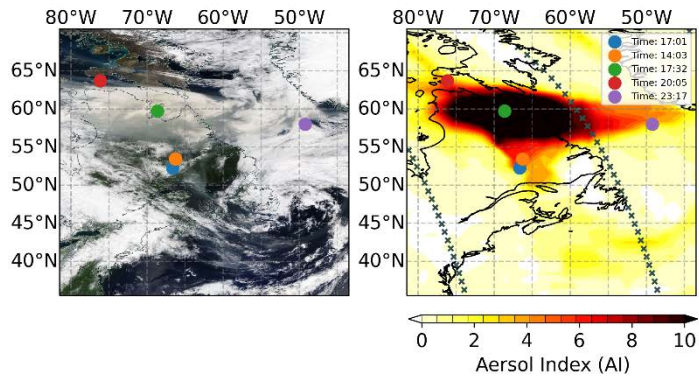 80°W 70°W 60°W 50°W
80°W 70°W 60°W 50°W
65°N
60°N
55°N
50°N
45°N
40°N
65°N
60°N
55°N
50°N
45°N
40°N
Time: 17:01
Time: 14:03
Time: 17:32
Time: 20:05
Time: 23:17
0 2 4 6 8 10
Aersol Index (AI)